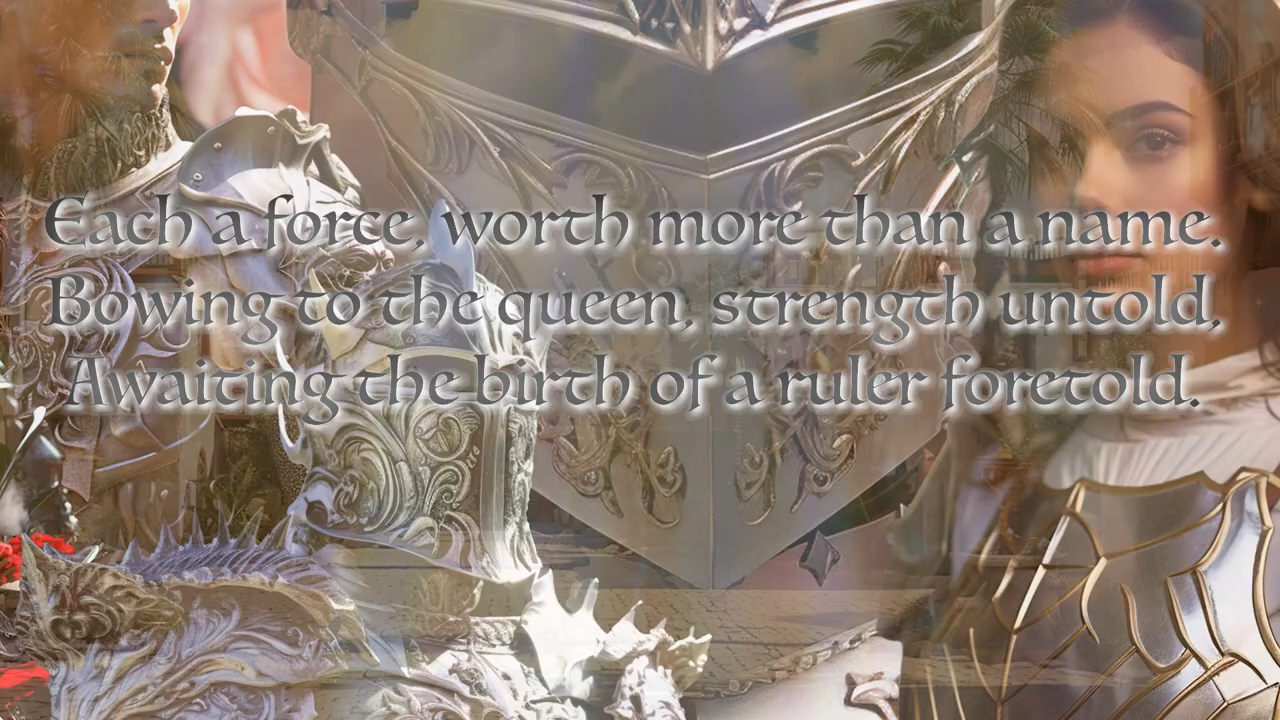 Each a force, worth more than a name.
Bowing to the queen, strength untold,
Awaiting the birth of a ruler foretold.